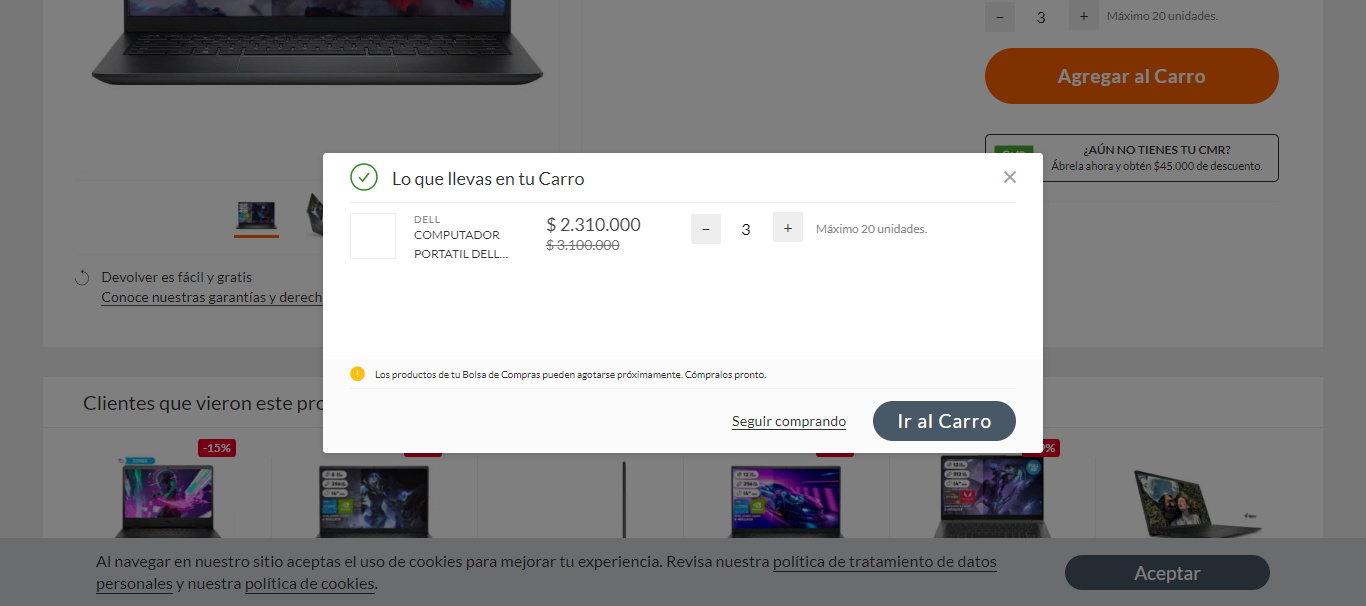 3
Máximo 20 unidades.
Agregar al Carro
¿AÚN NO TIENES TU CMR?
Ábrela ahora y obtén $45.000 de descuento.
Lo que llevas en tu Carro
DELL
COMPUTADOR
PORTATIL DELL...
$ 2.310.000
$ 3.100.000
- 3 + Máximo 20 unidades.
Devolver es fácil y gratis
Conoce nuestras garantías y derech
Los productos de tu Bolsa de Compras pueden agotarse próximamente. Cómpralos pronto.
Seguir comprando
Ir al Carro
Clientes que vieron este pro
-15%
Al navegar en nuestro sitio aceptas el uso de cookies para mejorar tu experiencia. Revisa nuestra política de tratamiento de datos
personales y nuestra política de cookies.
Aceptar